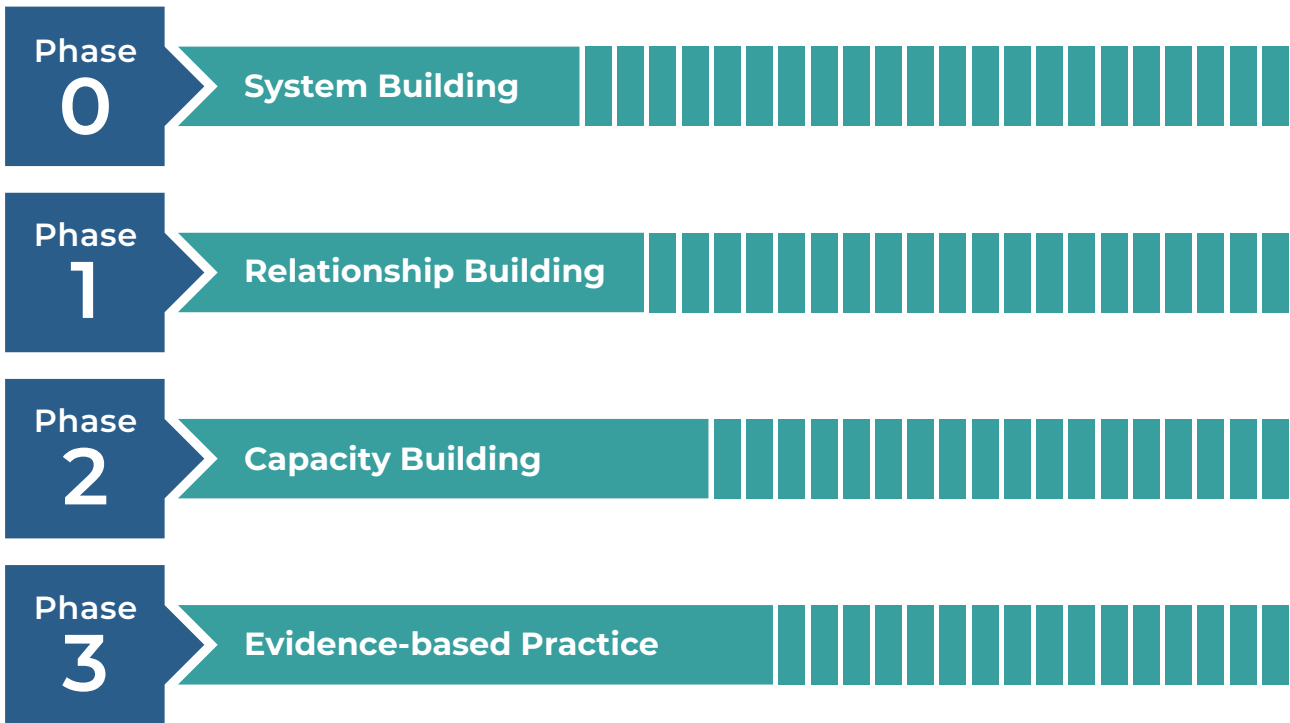 Phase
0
System Building
Phase
1
Relationship Building
Phase
2
Capacity Building
Phase
3
Evidence-based Practice